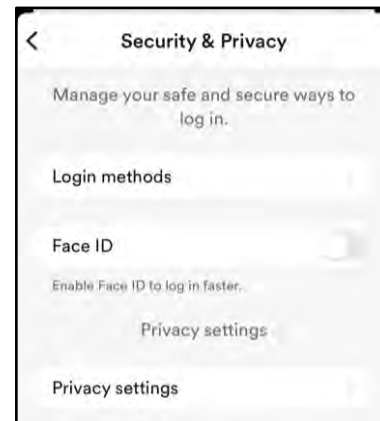 Security & Privacy
Manage your safe and secure ways to
log in.
Login methods
Face ID
Enable Face ID to log in faster.
Privacy settings
Privacy settings